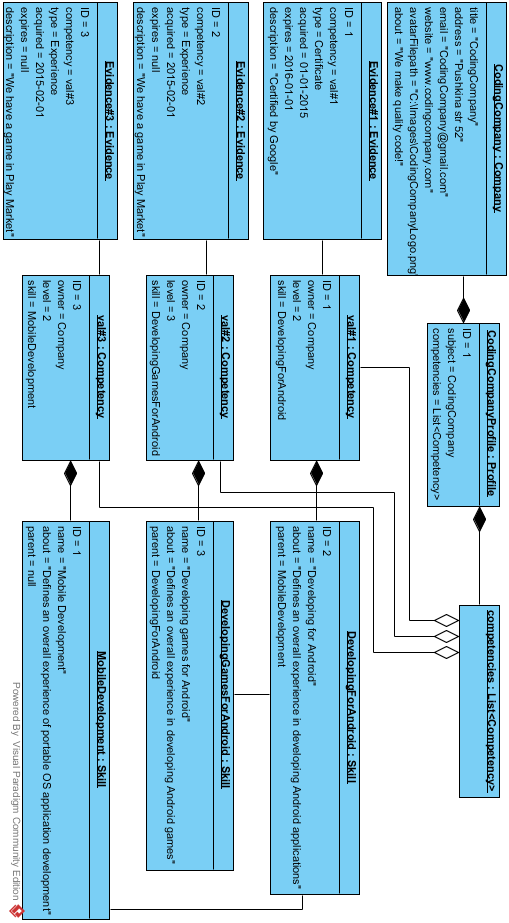 CodingCompany : Company
title = "CodingCompany"
address = "Pushkina str 52"
email = "CodingCompany@gmail.com"
website = "www.codingcompany.com"
avatarFilepath = "C:\Images\CodingCompanyLogo.png
about = "We make quality code!"
CodingCompanyProfile : Profile
ID = 1
subject = CodingCompany
competencies = List<Competency>
competencies : List<Competency>
Evidence#1 : Evidence
ID = 1
competency = val#1
type = Certificate
acquired = 01-01-2015
expires = 2016-01-01
description = "Certified by Google"
val#1 : Competency
ID = 1
owner = Company
level = 2
skill = DevelopingForAndroid
DevelopingForAndroid : Skill
ID = 2
name = "Developing for Android"
about = "Defines an overall experience in developing Android applications"
parent = MobileDevelopment
Evidence#2 : Evidence
ID = 2
competency = val#2
type = Experience
acquired = 2015-02-01
expires = null
description = "We have a game in Play Market"
val#2 : Competency
ID = 2
owner = Company
level = 3
skill = DevelopingGamesForAndroid
DevelopingGamesForAndroid : Skill
ID = 3
name = "Developing games for Android"
about = "Defines an overall experience in developing Android games"
parent = DevelopingForAndroid
Evidence#3 : Evidence
ID = 3
competency = val#3
type = Experience
acquired = 2015-02-01
expires = null
description = "We have a game in Play Market"
val#3 : Competency
ID = 3
owner = Company
level = 2
skill = MobileDevelopment
MobileDevelopment : Skill
ID = 1
name = "Mobile Development"
about = "Defines an overall experience of portable OS application development"
parent = null
Powered By Visual Paradigm Community Edition